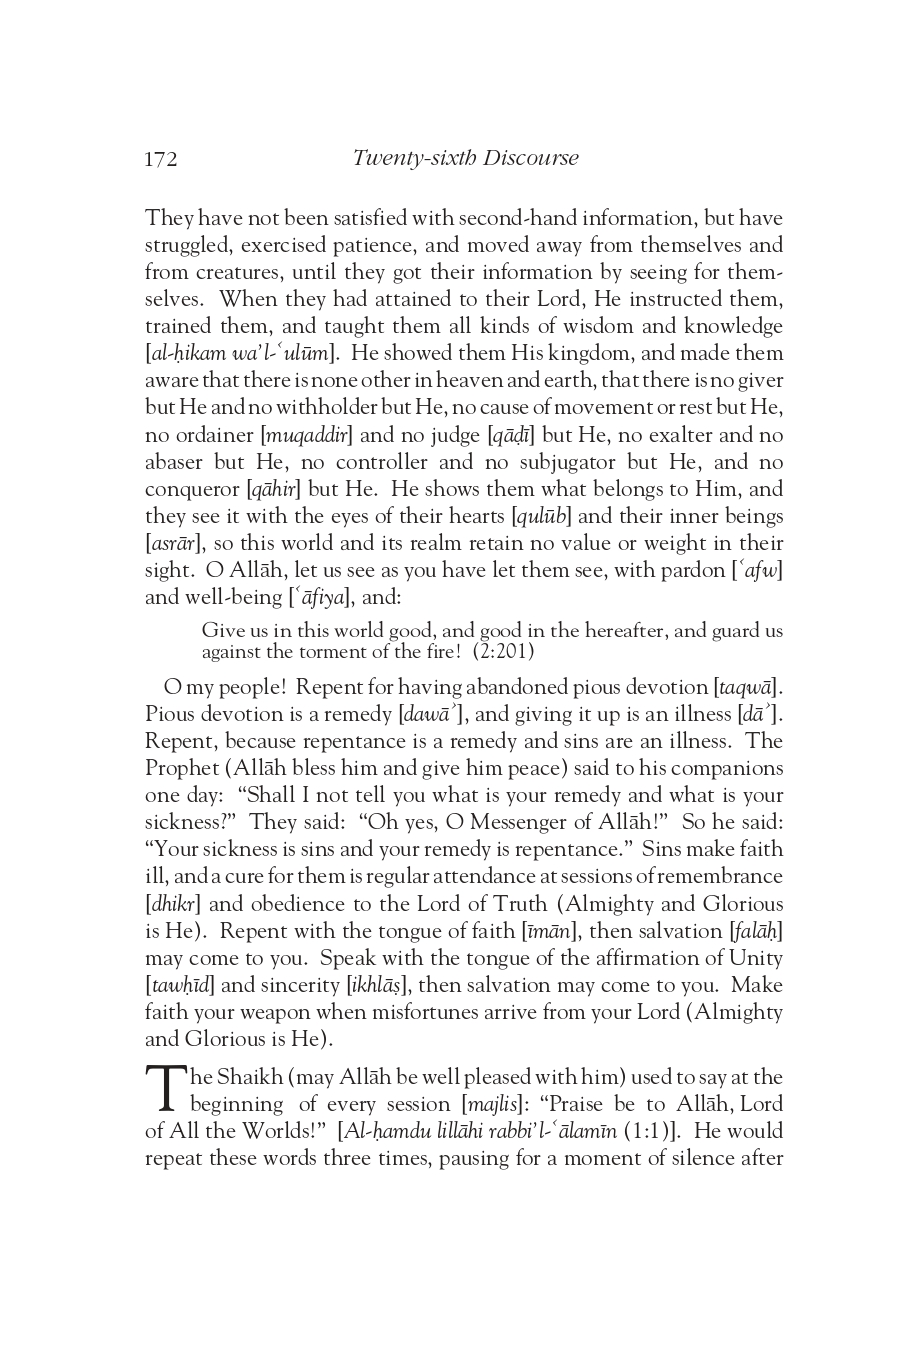 172
Twenty-sixth Discourse
They have not been satisfied with second-hand information, but have
struggled, exercised patience, and moved away from themselves and
from creatures, until they got their information by seeing for them-
selves. When they had attained to their Lord, He instructed them,
trained them, and taught them all kinds of wisdom and knowledge
[al-ḥikam wa’l-ʿulūm]. He showed them His kingdom, and made them
aware that there is none other in heaven and earth, that there is no giver
but He and no withholder but He, no cause of movement or rest but He,
no ordainer [muqaddir] and no judge [qāḍī] but He, no exalter and no
abaser but He, no controller and no subjugator but He, and no
conqueror [qāhir] but He. He shows them what belongs to Him, and
they see it with the eyes of their hearts [qulūb] and their inner beings
[asrār], so this world and its realm retain no value or weight in their
sight. O Allāh, let us see as you have let them see, with pardon [ʿafw]
and well-being [ʿāfiya], and:
Give us in this world good, and good in the hereafter, and guard us
against the torment of the fire! (2:201)
O my people! Repent for having abandoned pious devotion [taqwā].
Pious devotion is a remedy [dawāʾ], and giving it up is an illness [dāʾ].
Repent, because repentance is a remedy and sins are an illness. The
Prophet (Allāh bless him and give him peace) said to his companions
one day: “Shall I not tell you what is your remedy and what is your
sickness?” They said: “Oh yes, O Messenger of Allāh!” So he said:
“Your sickness is sins and your remedy is repentance.” Sins make faith
ill, and a cure for them is regular attendance at sessions of remembrance
[dhikr] and obedience to the Lord of Truth (Almighty and Glorious
is He). Repent with the tongue of faith [īmān], then salvation [falāḥ]
may come to you. Speak with the tongue of the affirmation of Unity
[tawḥīd] and sincerity [ikhlāṣ], then salvation may come to you. Make
faith your weapon when misfortunes arrive from your Lord (Almighty
and Glorious is He).
The Shaikh (may Allāh be well pleased with him) used to say at the
beginning of every session [majlis]: “Praise be to Allāh, Lord
of All the Worlds!” [Al-ḥamdu lillāhi rabbi’l-ʿālamīn (1:1)]. He would
repeat these words three times, pausing for a moment of silence after